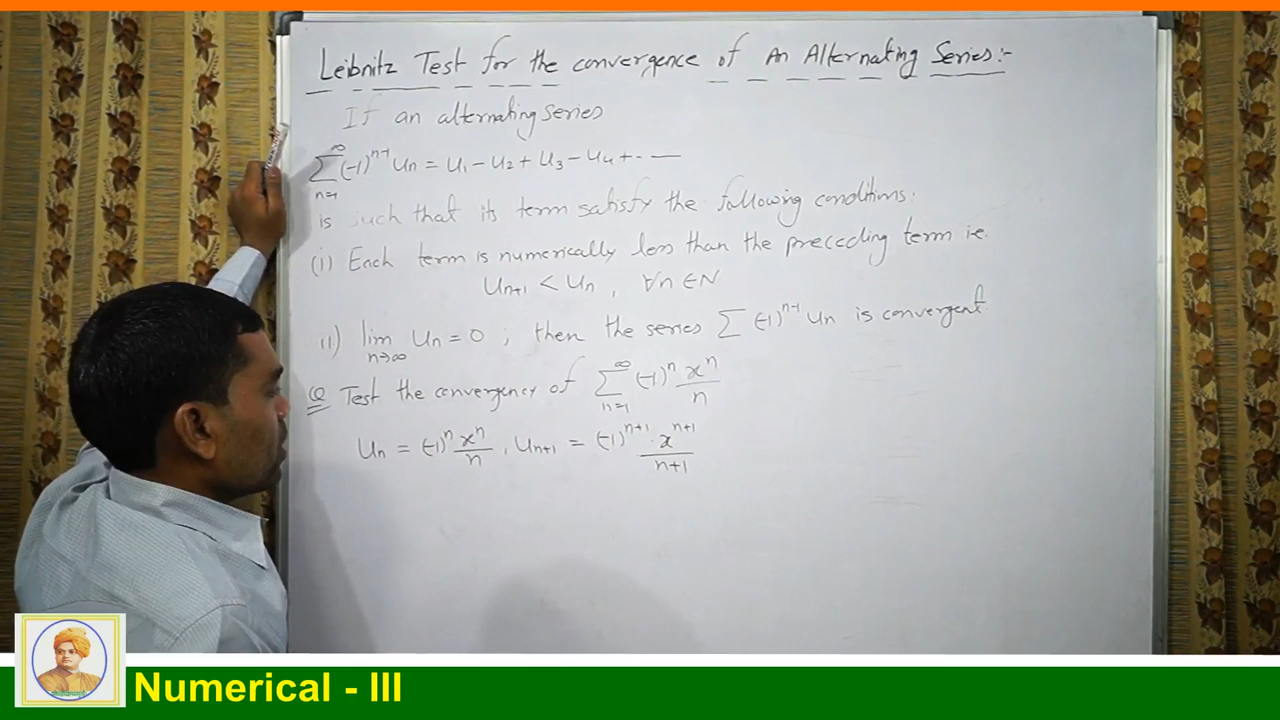 Leibnitz Test for the convergence of An Alternating Series:-
If an alternating series
∑_{n=1}^{∞} (-1)^{n-1} Un = U1 - U2 + U3 - U4 + - - —
is such that its term satisfy the following conditions:
(i) Each term is numerically less than the preceding term i.e.
Un+1 < Un , ∀n ∈ N
ii) lim_{n→∞} Un = 0 ; then the series ∑ (-1)^{n-1} Un is convergent
Q Test the convergency of ∑_{n=1}^{∞} (-1)^n x^n/n
Un = (-1)^n x^n/n , Un+1 = (-1)^{n+1} · x^{n+1}/n+1
Numerical - III